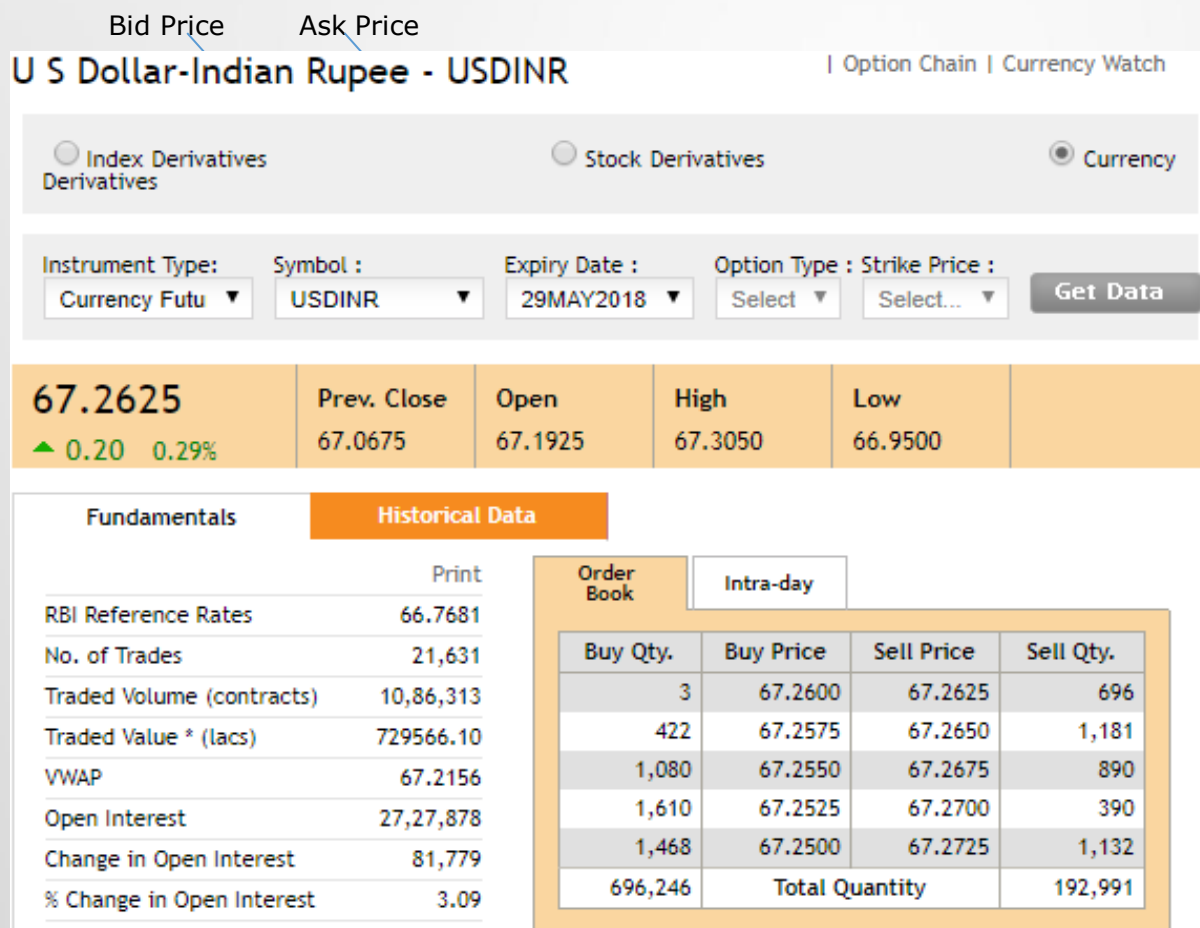 Bid Price Ask Price
U S Dollar-Indian Rupee - USDINR | Option Chain | Currency Watch
Index Derivatives Stock Derivatives Currency
Derivatives
Instrument Type: Symbol : Expiry Date : Option Type : Strike Price :
Currency Futu USDINR 29MAY2018 Select Select... Get Data
67.2625 Prev. Close Open High Low
0.20 0.29% 67.0675 67.1925 67.3050 66.9500
Fundamentals Historical Data
Print
RBI Reference Rates 66.7681
No. of Trades 21,631
Traded Volume (contracts) 10,86,313
Traded Value * (lacs) 729566.10
VWAP 67.2156
Open Interest 27,27,878
Change in Open Interest 81,779
% Change in Open Interest 3.09
Order
Book
Intra-day
Buy Qty. Buy Price Sell Price Sell Qty.
3 67.2600 67.2625 696
422 67.2575 67.2650 1,181
1,080 67.2550 67.2675 890
1,610 67.2525 67.2700 390
1,468 67.2500 67.2725 1,132
696,246 Total Quantity 192,991